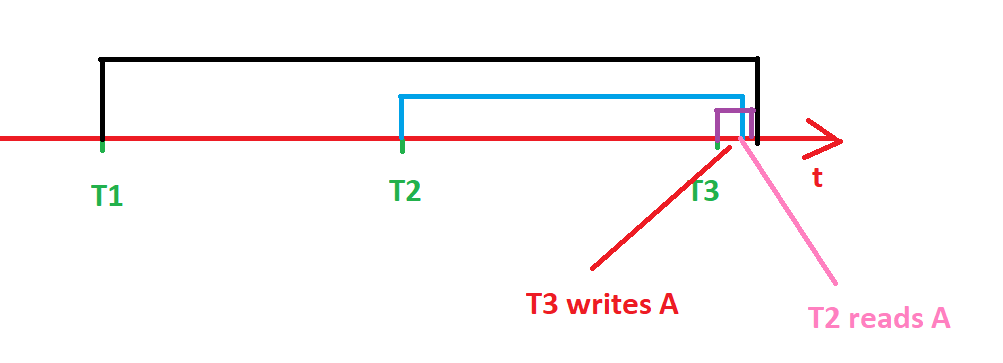 T1
T2
T3
t
T3 writes A
T2 reads A